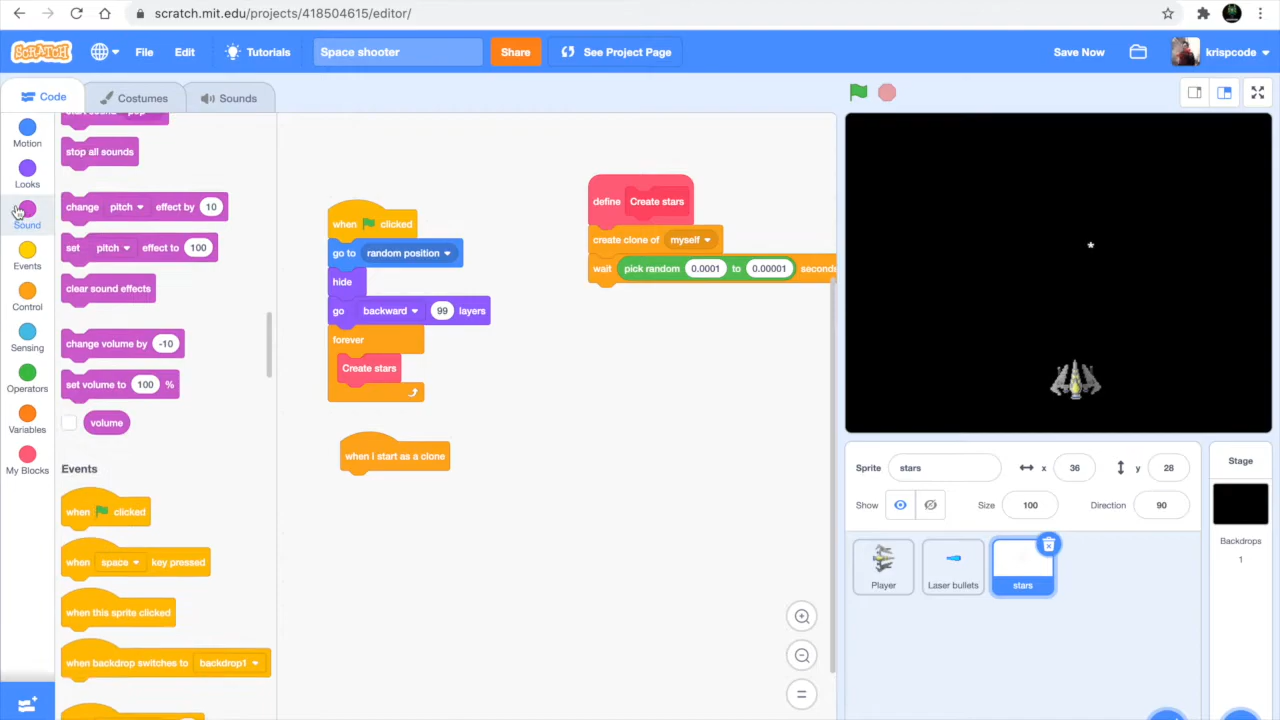 scratch.mit.edu/projects/418504615/editor/
SCRATCH File Edit Tutorials Space shooter Share See Project Page Save Now krispcode
Code Costumes Sounds
Motion
Looks
Sound
Events
Control
Sensing
Operators
Variables
My Blocks
stop all sounds
change pitch effect by 10
set pitch effect to 100
clear sound effects
change volume by -10
set volume to 100 %
volume
Events
when clicked
when space key pressed
when this sprite clicked
when backdrop switches to backdrop1
when clicked
go to random position
hide
go backward 99 layers
forever
Create stars
when I start as a clone
define Create stars
create clone of myself
wait pick random 0.0001 to 0.00001 seconds
Sprite stars x 36 y 28
Show Size 100 Direction 90
Player
Laser bullets
stars
Stage
Backdrops
1